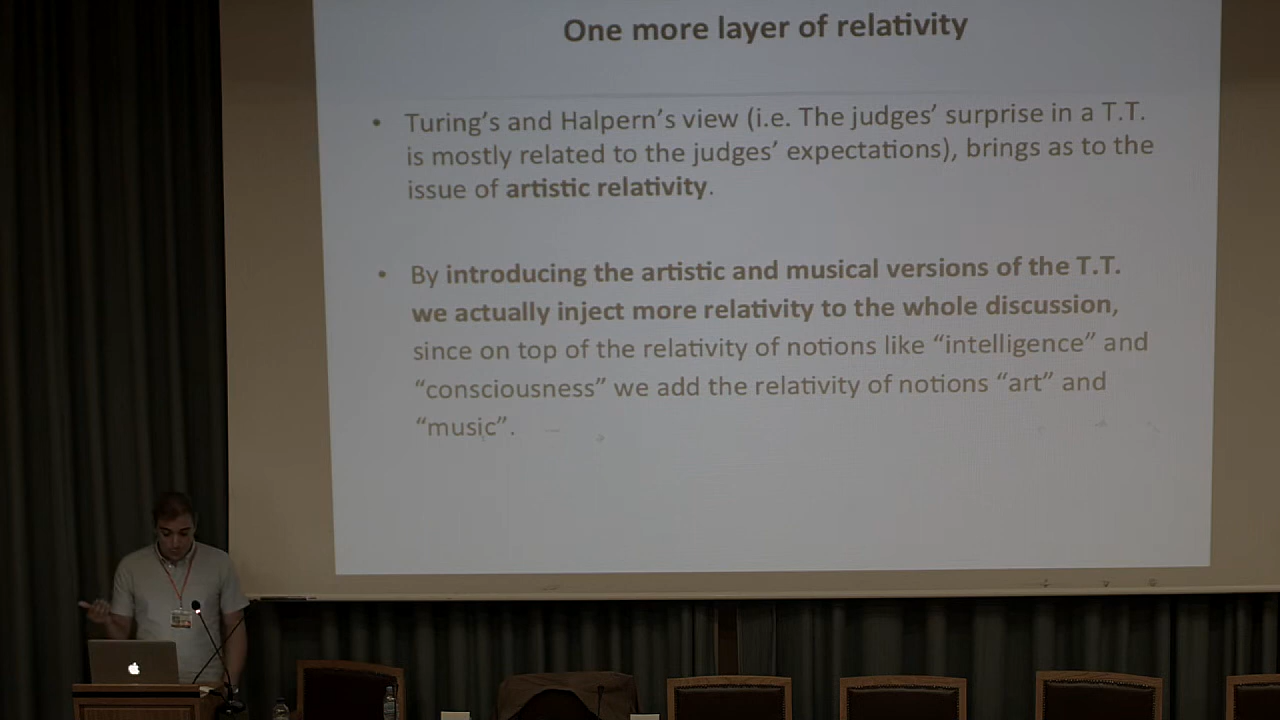 One more layer of relativity
• Turing’s and Halpern’s view (i.e. The judges’ surprise in a T.T.
is mostly related to the judges’ expectations), brings as to the
issue of artistic relativity.
• By introducing the artistic and musical versions of the T.T.
we actually inject more relativity to the whole discussion,
since on top of the relativity of notions like “intelligence” and
“consciousness” we add the relativity of notions “art” and
“music”.